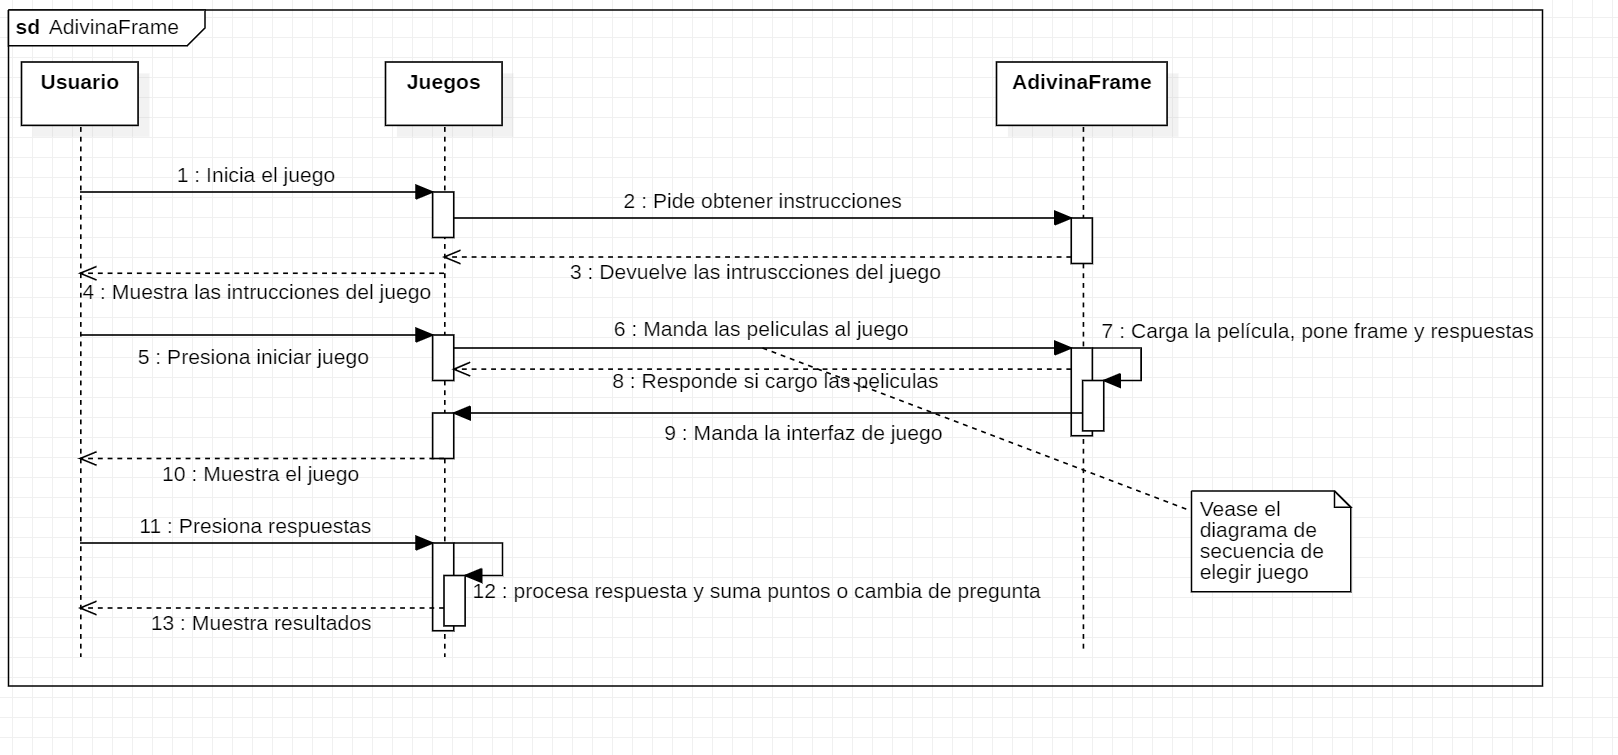 sd AdivinaFrame
Usuario
Juegos
AdivinaFrame
1 : Inicia el juego
2 : Pide obtener instrucciones
3 : Devuelve las intruscciones del juego
4 : Muestra las intrucciones del juego
5 : Presiona iniciar juego
6 : Manda las peliculas al juego
7 : Carga la película, pone frame y respuestas
8 : Responde si cargo las peliculas
9 : Manda la interfaz de juego
10 : Muestra el juego
Vease el
diagrama de
secuencia de
elegir juego
11 : Presiona respuestas
12 : procesa respuesta y suma puntos o cambia de pregunta
13 : Muestra resultados